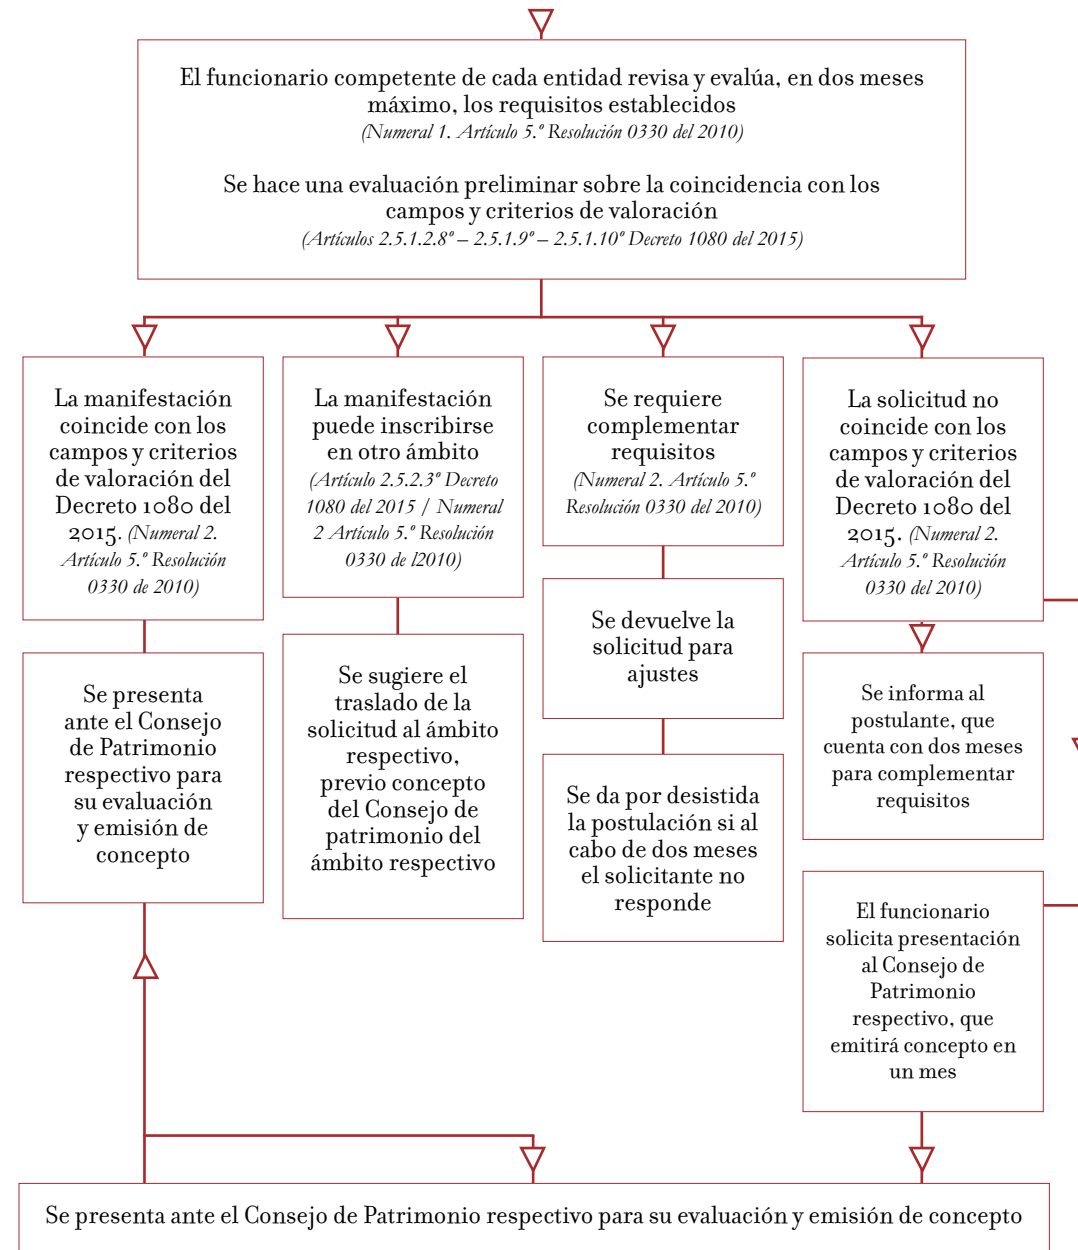 El funcionario competente de cada entidad revisa y evalúa, en dos meses
máximo, los requisitos establecidos
(Numeral 1. Artículo 5.º Resolución 0330 del 2010)
Se hace una evaluación preliminar sobre la coincidencia con los
campos y criterios de valoración
(Artículos 2.5.1.2.8º – 2.5.1.9º – 2.5.1.10º Decreto 1080 del 2015)
La manifestación
coincide con los
campos y criterios
de valoración del
Decreto 1080 del
2015. (Numeral 2.
Artículo 5.º Resolución
0330 de 2010)
Se presenta
ante el Consejo
de Patrimonio
respectivo para
su evaluación
y emisión de
concepto
La manifestación
puede inscribirse
en otro ámbito
(Artículo 2.5.2.3º Decreto
1080 del 2015 / Numeral
2 Artículo 5.º Resolución
0330 de l2010)
Se sugiere el
traslado de la
solicitud al ámbito
respectivo,
previo concepto
del Consejo de
patrimonio del
ámbito respectivo
Se requiere
complementar
requisitos
(Numeral 2. Artículo 5.º
Resolución 0330 del 2010)
Se devuelve la
solicitud para
ajustes
Se da por desistida
la postulación si al
cabo de dos meses
el solicitante no
responde
La solicitud no
coincide con los
campos y criterios
de valoración del
Decreto 1080 del
2015. (Numeral 2.
Artículo 5.º Resolución
0330 del 2010)
Se informa al
postulante, que
cuenta con dos meses
para complementar
requisitos
El funcionario
solicita presentación
al Consejo de
Patrimonio
respectivo, que
emitirá concepto en
un mes
Se presenta ante el Consejo de Patrimonio respectivo para su evaluación y emisión de concepto